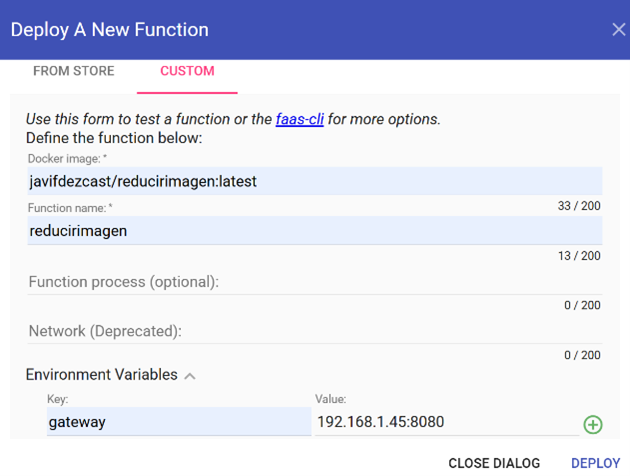 Deploy A New Function
FROM STORE CUSTOM
Use this form to test a function or the faas-cli for more options.
Define the function below:
Docker image: *
javifdezcast/reducirimagen:latest
33 / 200
Function name: *
reducirimagen
13 / 200
Function process (optional):
0 / 200
Network (Deprecated):
0 / 200
Environment Variables
Key: Value:
gateway 192.168.1.45:8080
CLOSE DIALOG DEPLOY